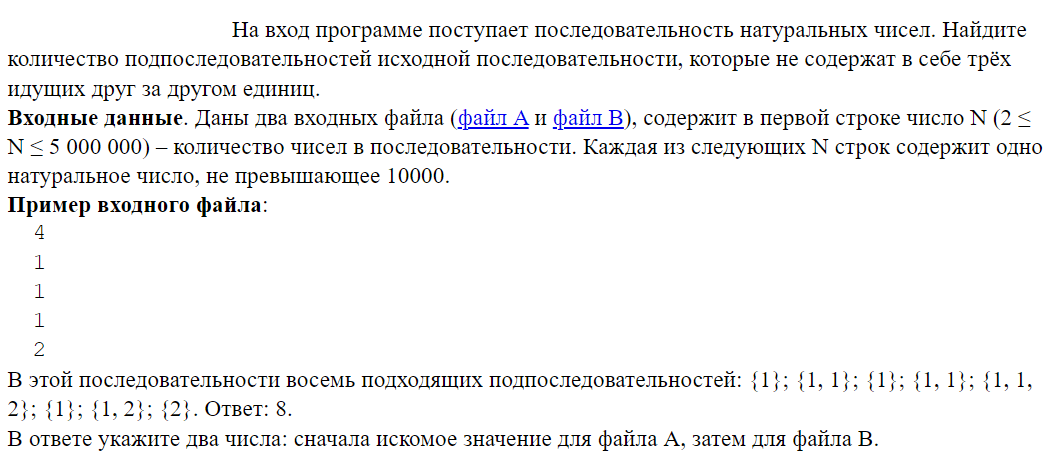 На вход программе поступает последовательность натуральных чисел. Найдите
количество подпоследовательностей исходной последовательности, которые не содержат в себе трёх
идущих друг за другом единиц.
Входные данные. Даны два входных файла (файл A и файл B), содержит в первой строке число N (2 ≤
N ≤ 5 000 000) – количество чисел в последовательности. Каждая из следующих N строк содержит одно
натуральное число, не превышающее 10000.
Пример входного файла:
4
1
1
1
2
В этой последовательности восемь подходящих подпоследовательностей: {1}; {1, 1}; {1}; {1, 1}; {1, 1,
2}; {1}; {1, 2}; {2}. Ответ: 8.
В ответе укажите два числа: сначала искомое значение для файла А, затем для файла B.